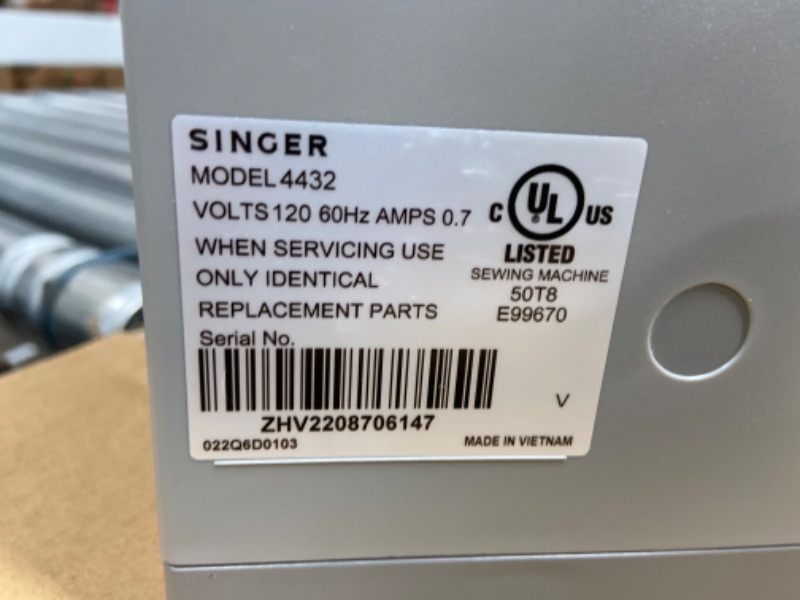 SINGER
MODEL 4432
VOLTS 120 60Hz AMPS 0.7
WHEN SERVICING USE
ONLY IDENTICAL
REPLACEMENT PARTS
C UL US
LISTED
SEWING MACHINE
50T8
E99670
Serial No.
ZHV2208706147
V
022Q6D0103
MADE IN VIETNAM